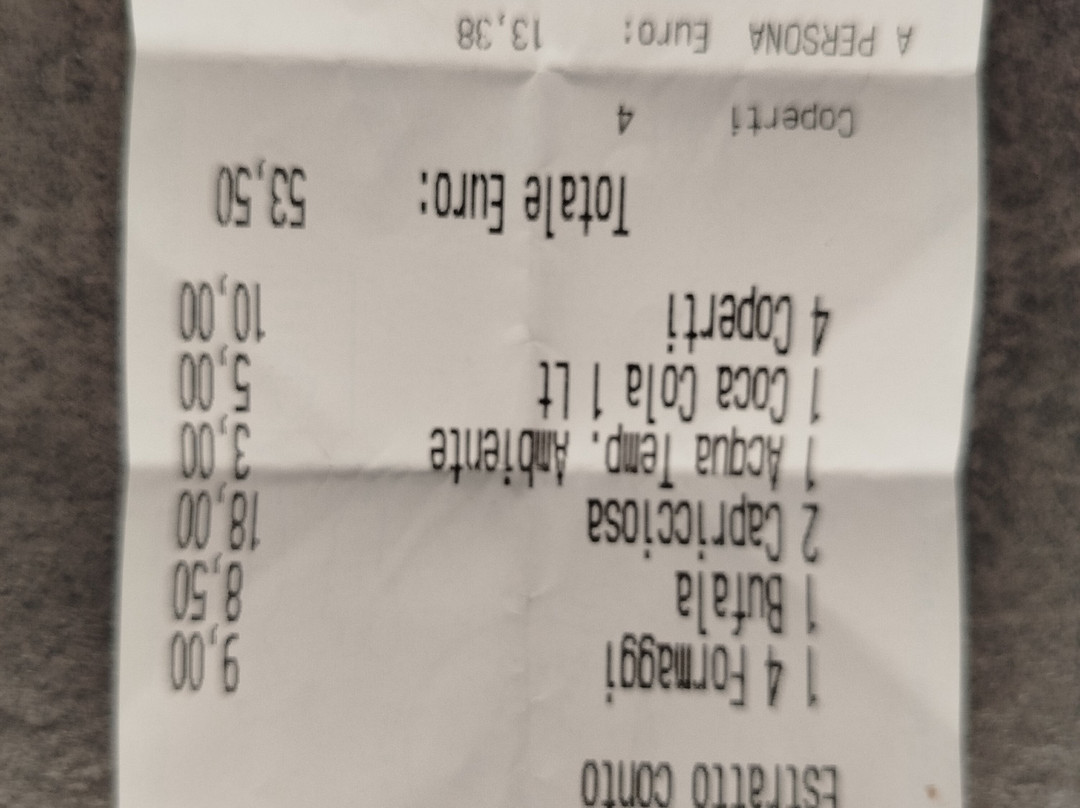 Estratto conto
1 4 Formaggi 9,00
1 Bufala 8,50
2 Capricciosa 18,00
1 Acqua Temp. Ambiente 3,00
1 Coca Cola 1 Lt 5,00
4 Coperti 10,00
Totale Euro: 53,50
Coperti 4
A PERSONA Euro: 13,38